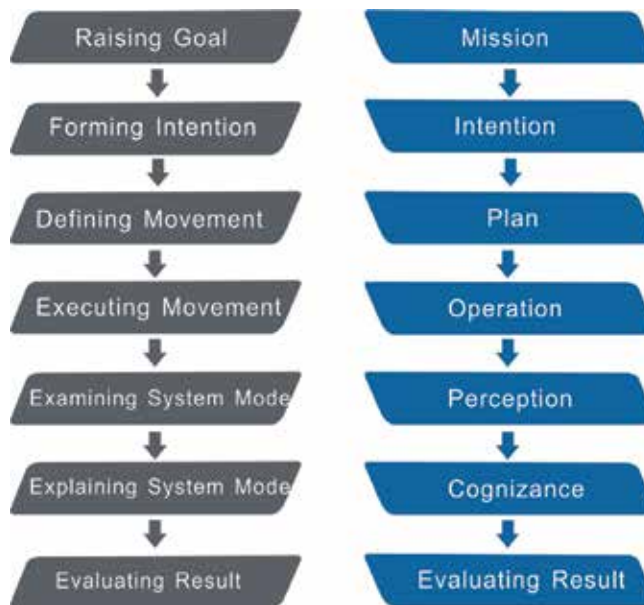 Raising Goal
Forming Intention
Defining Movement
Executing Movement
Examining System Mode
Explaining System Mode
Evaluating Result
Mission
Intention
Plan
Operation
Perception
Cognizance
Evaluating Result